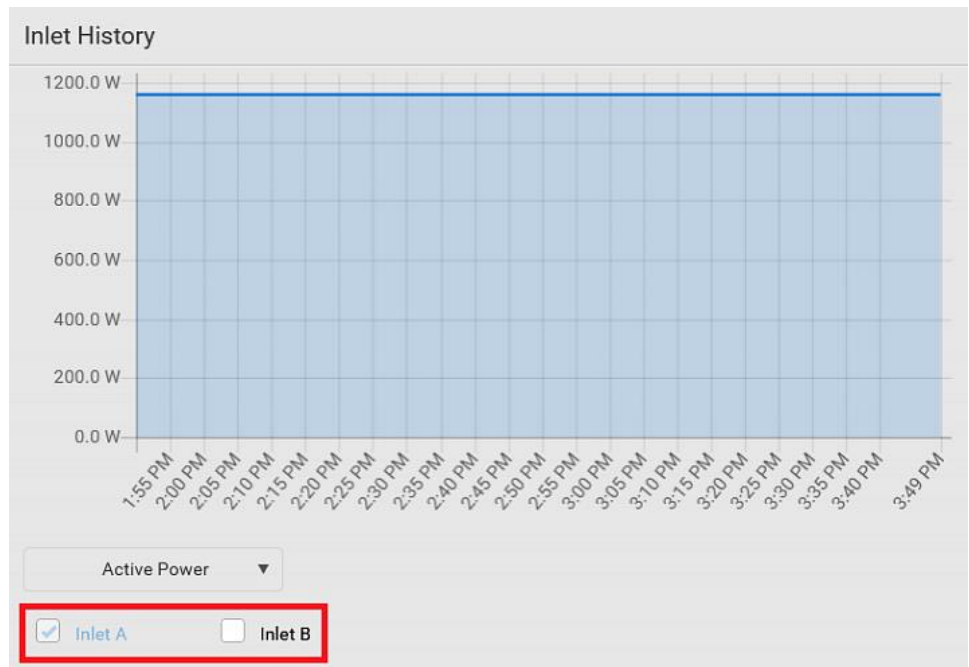 Inlet History
1200.0 W
1000.0 W
800.0 W
600.0 W
400.0 W
200.0 W
0.0 W
1:55 PM 2:00 PM 2:05 PM 2:10 PM 2:15 PM 2:20 PM 2:25 PM 2:30 PM 2:35 PM 2:40 PM 2:45 PM 2:50 PM 2:55 PM 3:00 PM 3:05 PM 3:10 PM 3:15 PM 3:20 PM 3:25 PM 3:30 PM 3:35 PM 3:40 PM 3:49 PM
Active Power
Inlet A Inlet B